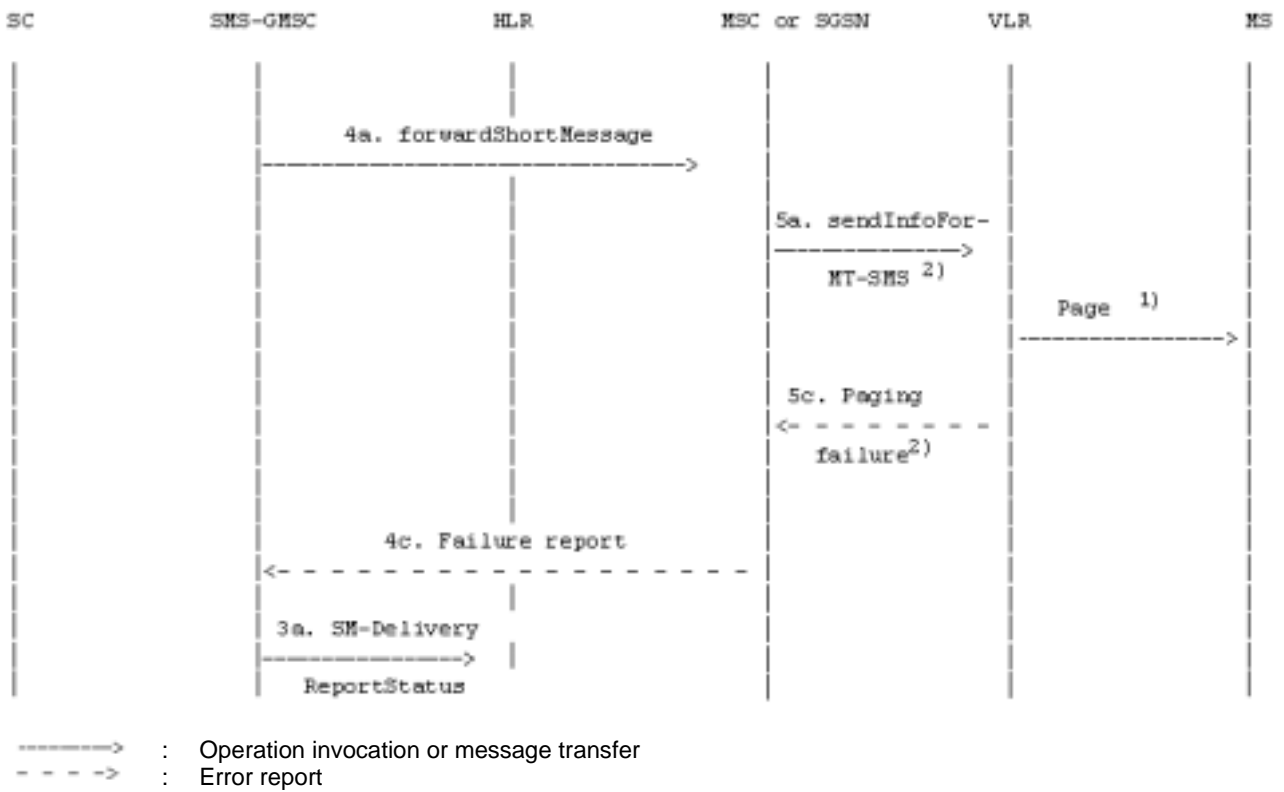 SC SMS-GMSC HLR MSC or SGSN VLR MS
4a. forwardShortMessage
5a. sendInfoFor-
MT-SMS 2)
Page 1)
5c. Paging
failure2)
4c. Failure report
3a. SM-Delivery
ReportStatus
: Operation invocation or message transfer
: Error report